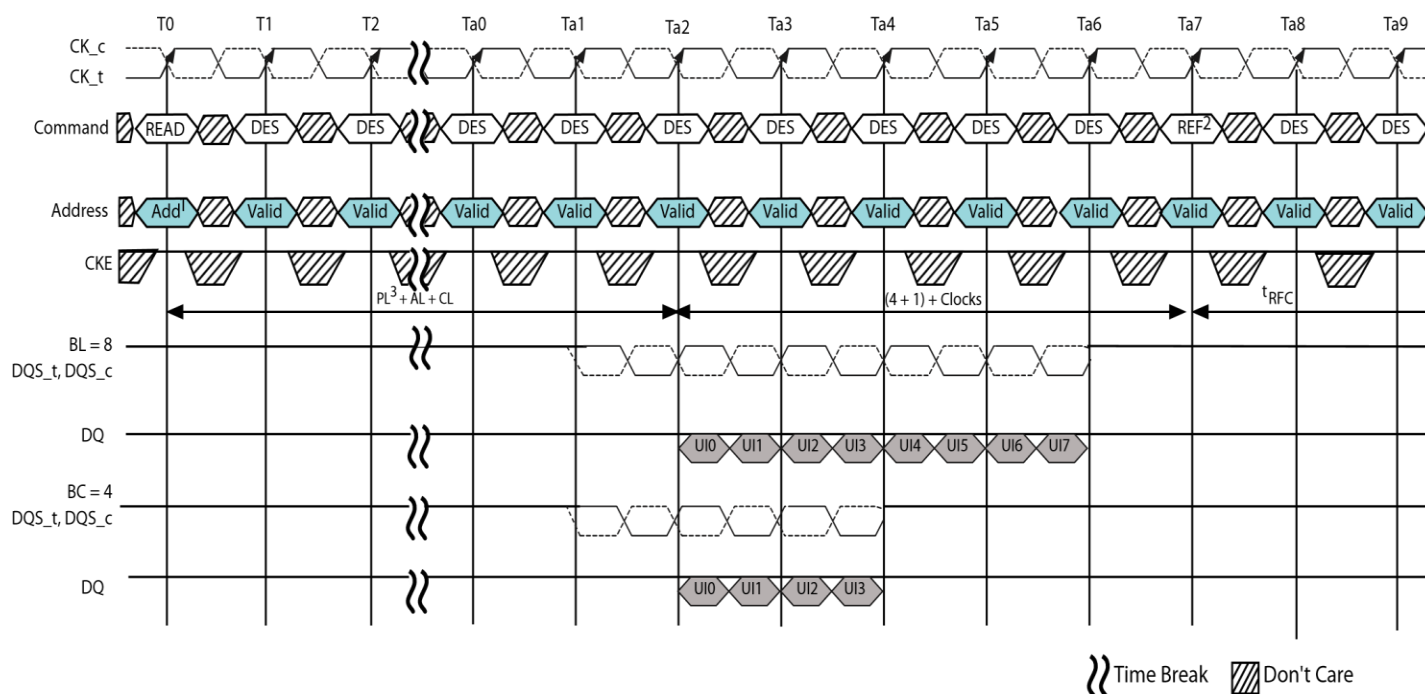 T0 T1 T2 Ta0 Ta1 Ta2 Ta3 Ta4 Ta5 Ta6 Ta7 Ta8 Ta9
CK_c
CK_t
Command READ DES DES DES DES DES DES DES DES DES REF2 DES DES
Address Add1 Valid Valid Valid Valid Valid Valid Valid Valid Valid Valid Valid Valid
CKE
PL3 + AL + CL (4 + 1) + Clocks tRFC
BL = 8
DQS_t, DQS_c
DQ UI0 UI1 UI2 UI3 UI4 UI5 UI6 UI7
BC = 4
DQS_t, DQS_c
DQ UI0 UI1 UI2 UI3
Time Break Don't Care